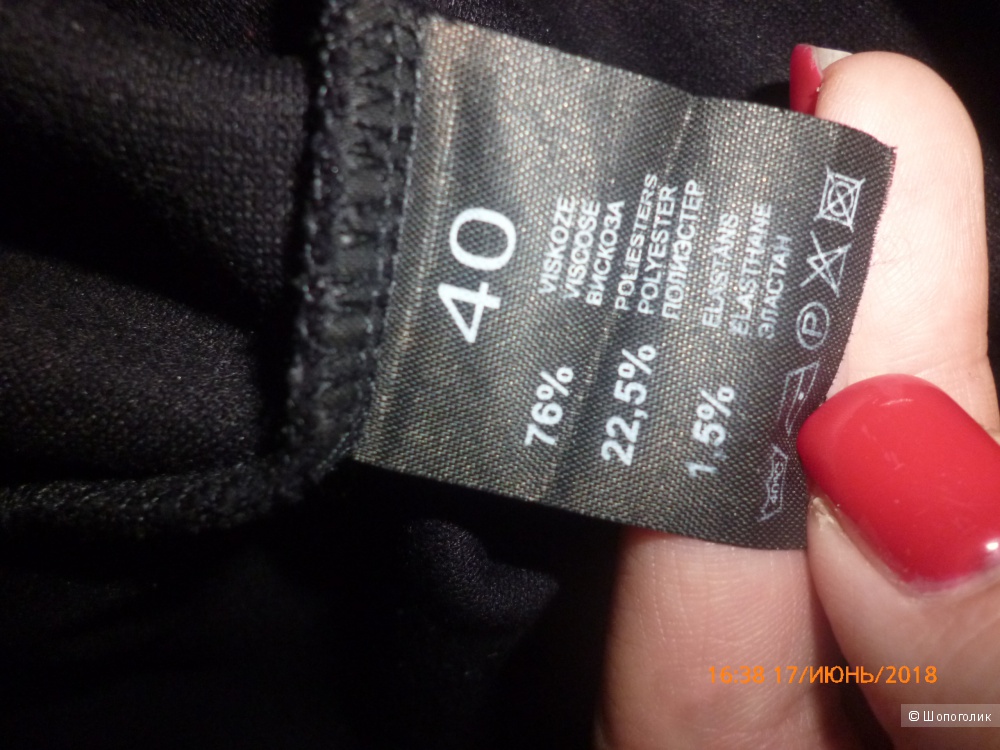 40
76% VISKOZE
VISCOSE
ВИСКОЗА
22,5% POLIESTERS
POLYESTER
ПОЛИЭСТЕР
1,5% ELASTĀNS
ELASTHANE
ЭЛАСТАН
P
16:38 17/ИЮНЬ/2018
© Шопоголик